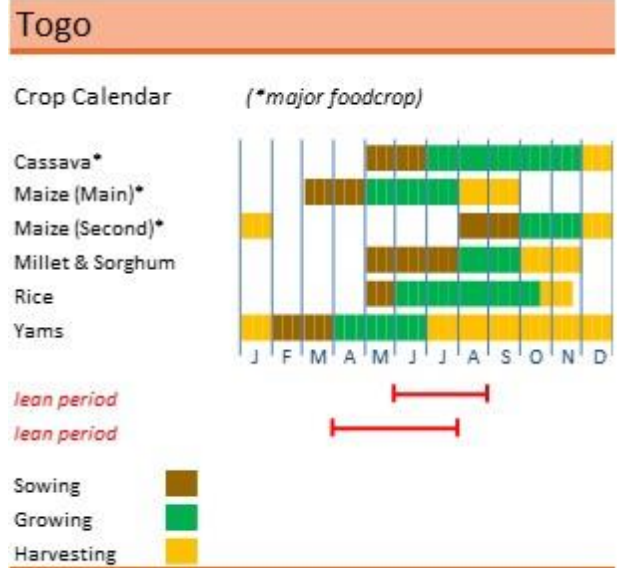 Togo
Crop Calendar (*major foodcrop)
Cassava*
Maize (Main)*
Maize (Second)*
Millet & Sorghum
Rice
Yams
J F M A M J J A S O N D
lean period
lean period
Sowing
Growing
Harvesting